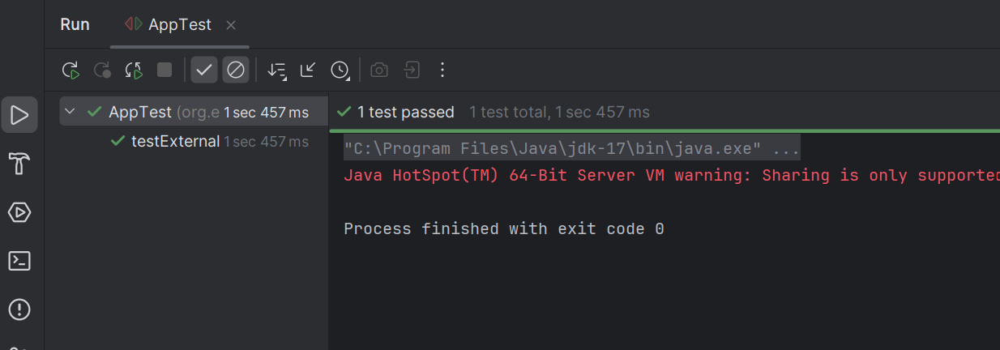 Run AppTest
AppTest (org.e 1 sec 457 ms
testExternal 1 sec 457 ms
1 test passed 1 test total, 1 sec 457 ms
"C:\Program Files\Java\jdk-17\bin\java.exe" ...
Java HotSpot(TM) 64-Bit Server VM warning: Sharing is only supported
Process finished with exit code 0